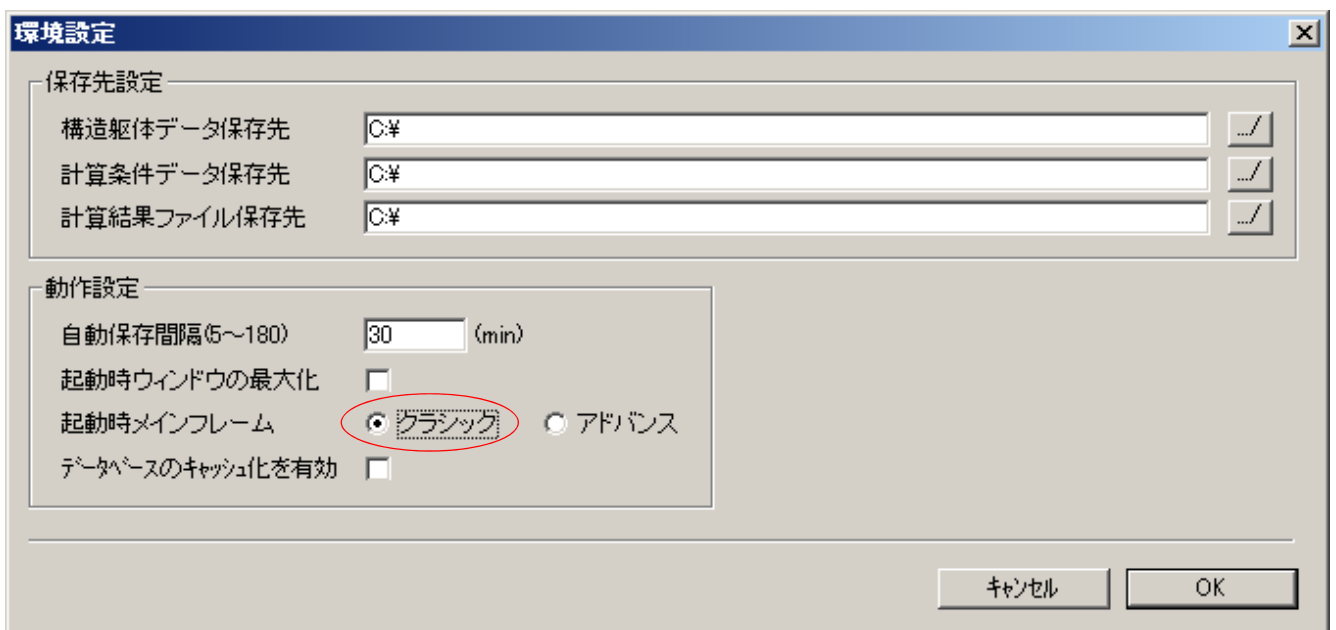 環境設定
保存先設定
構造躯体データ保存先 C:¥ .../
計算条件データ保存先 C:¥ .../
計算結果ファイル保存先 C:¥ .../
動作設定
自動保存間隔(5～180) 30 (min)
起動時ウィンドウの最大化
起動時メインフレーム クラシック アドバンス
ﾃﾞｰﾀﾍﾞｰｽのｷｬｯｼｭ化を有効
ｷｬﾝｾﾙ OK